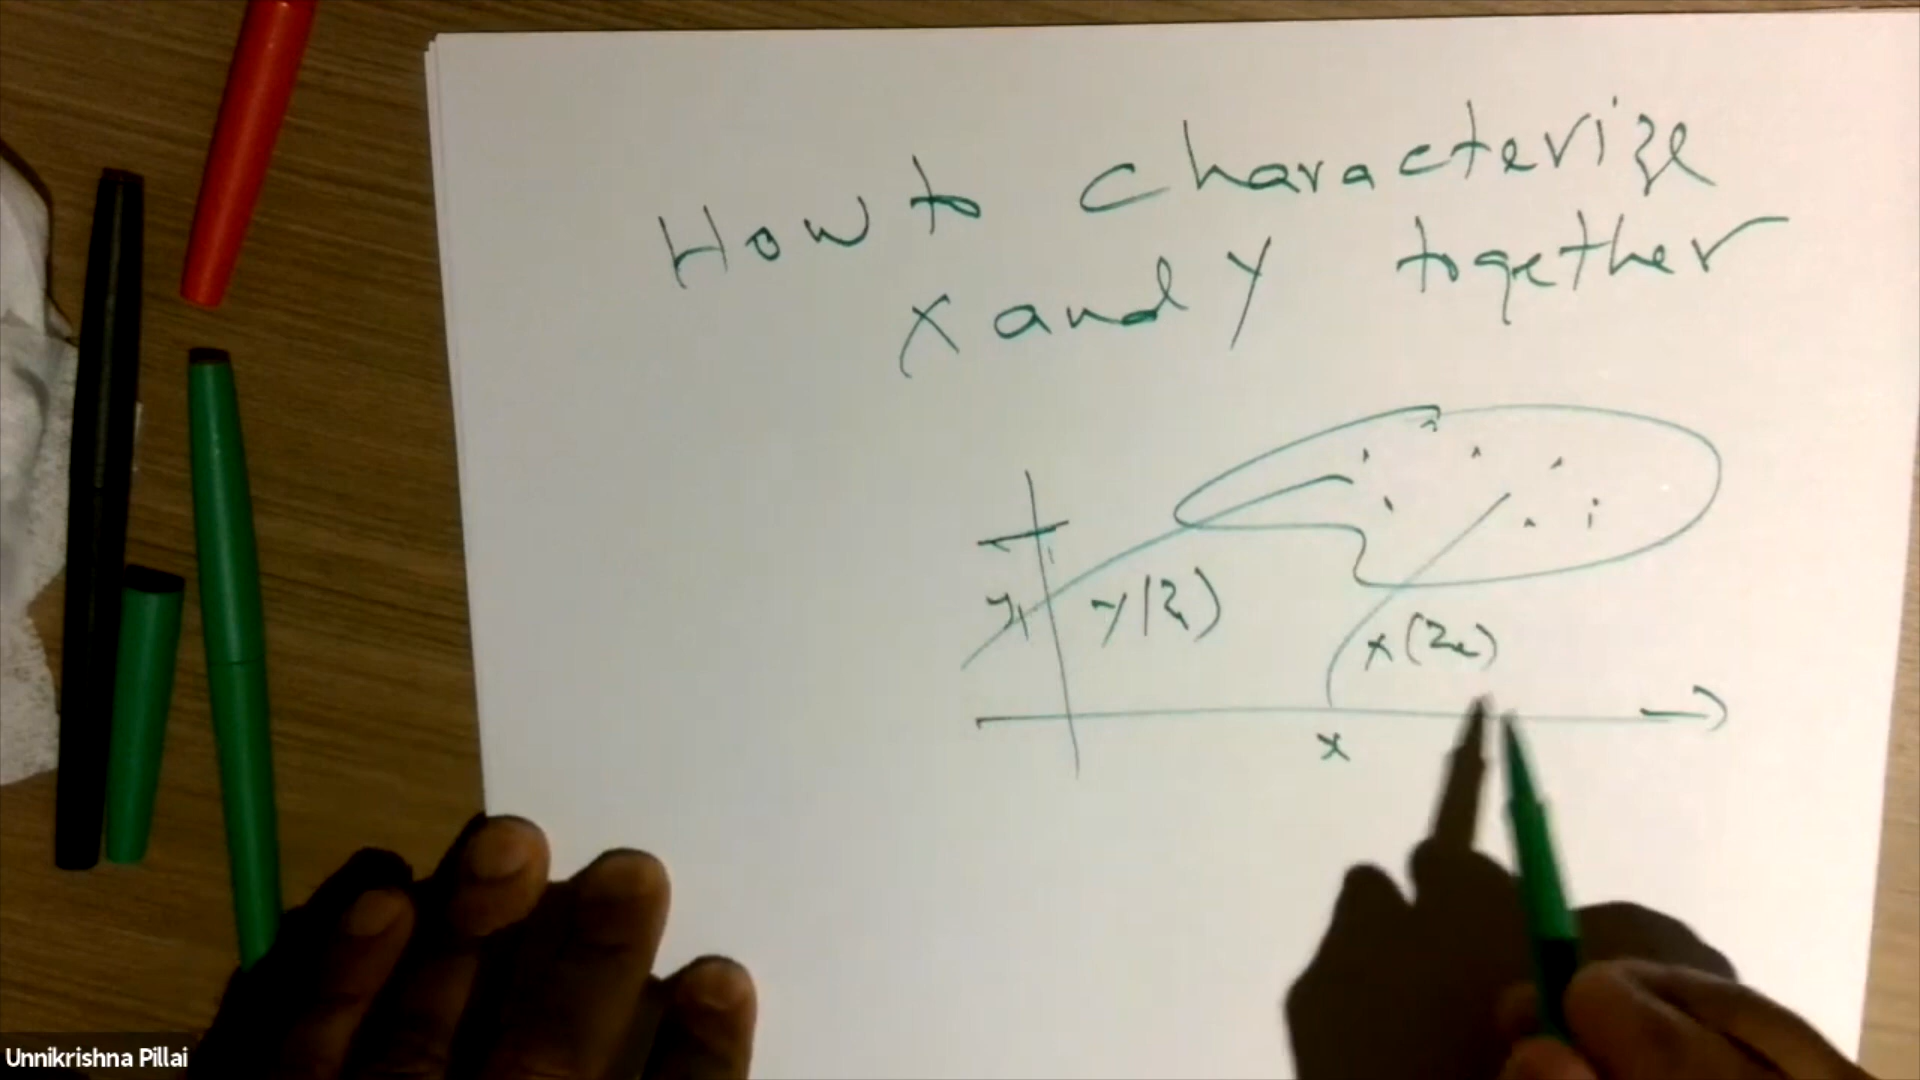 How to characterize
x and y together
y
x
Unnikrishna Pillai